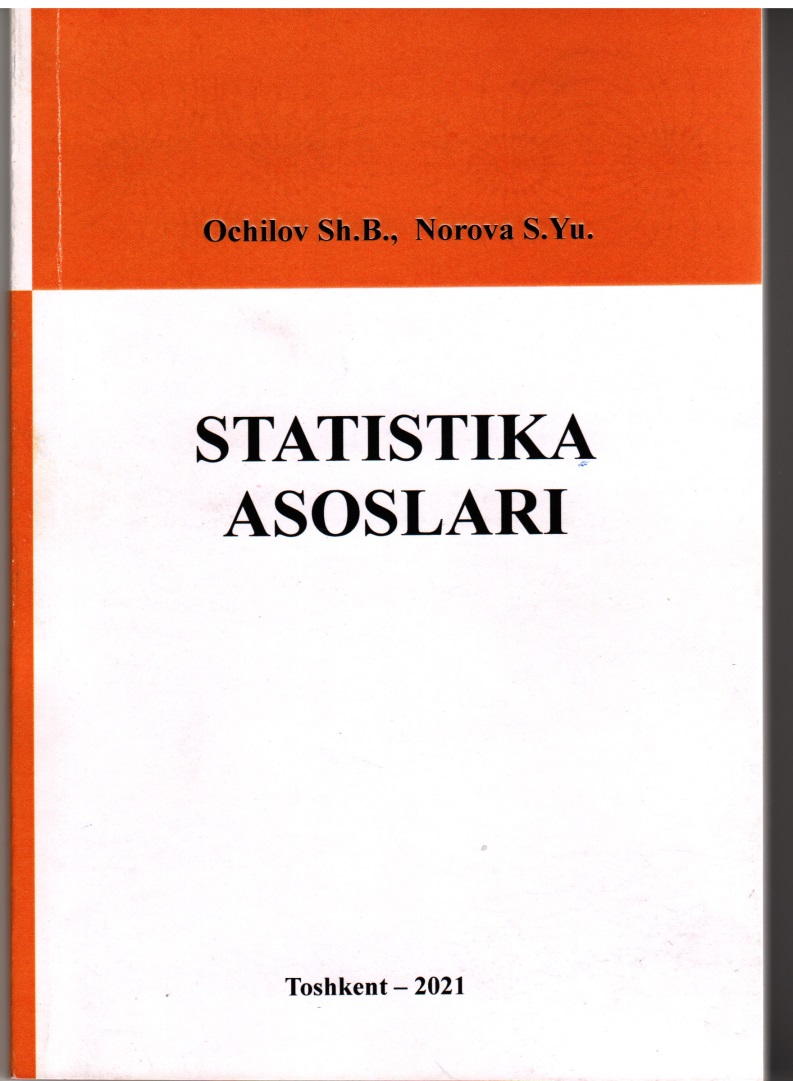 Ochilov Sh.B., Norova S.Yu.
STATISTIKA
ASOSLARI
Toshkent – 2021